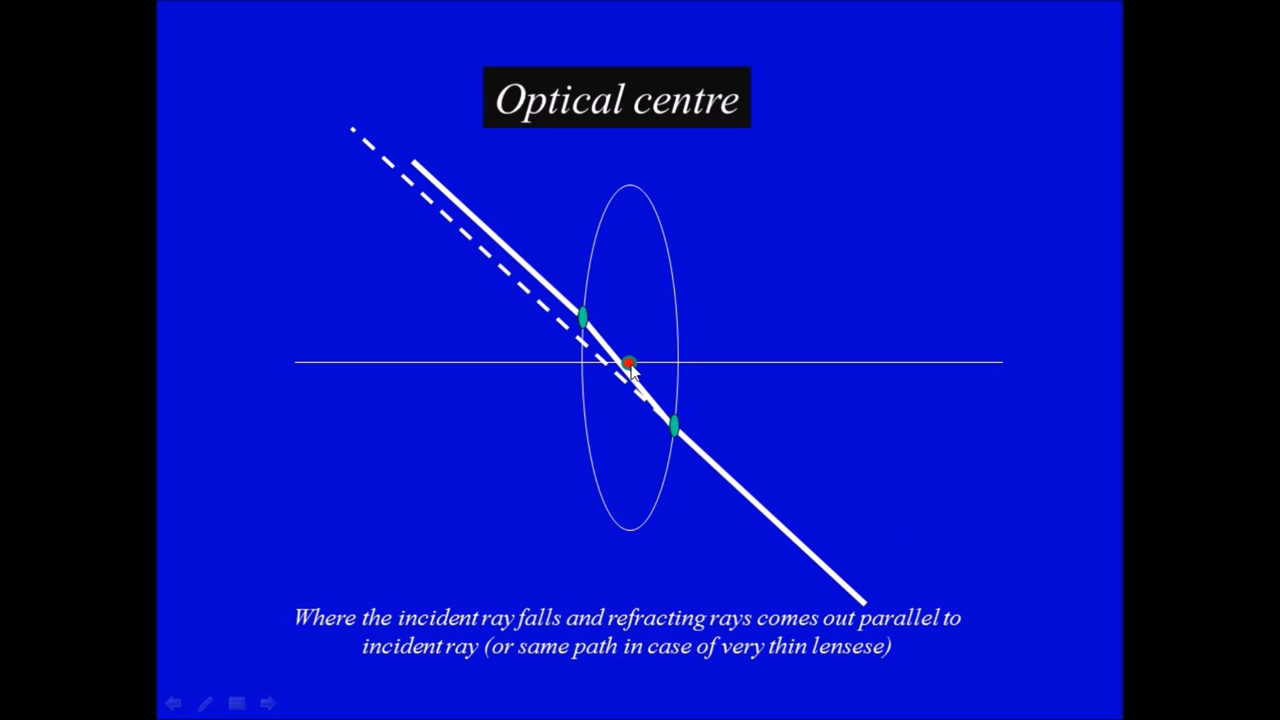 Optical centre
Where the incident ray falls and refracting rays comes out parallel to
incident ray (or same path in case of very thin lensese)